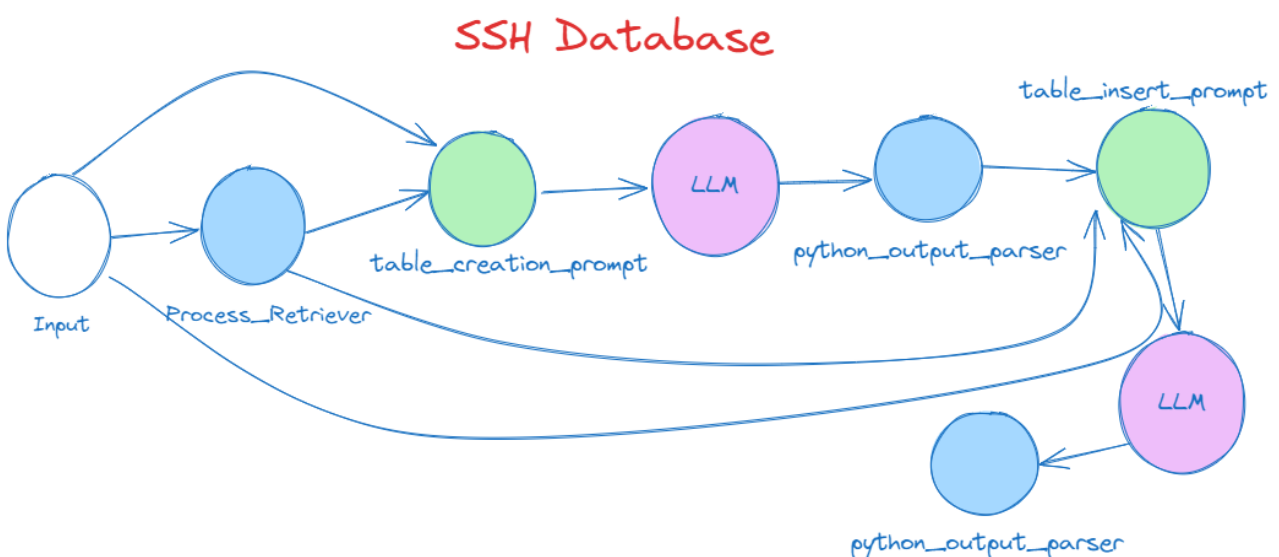 SSH Database
table_insert_prompt
LLM
python_output_parser
table_creation_prompt
Process_Retriever
Input
LLM
python_output_parser